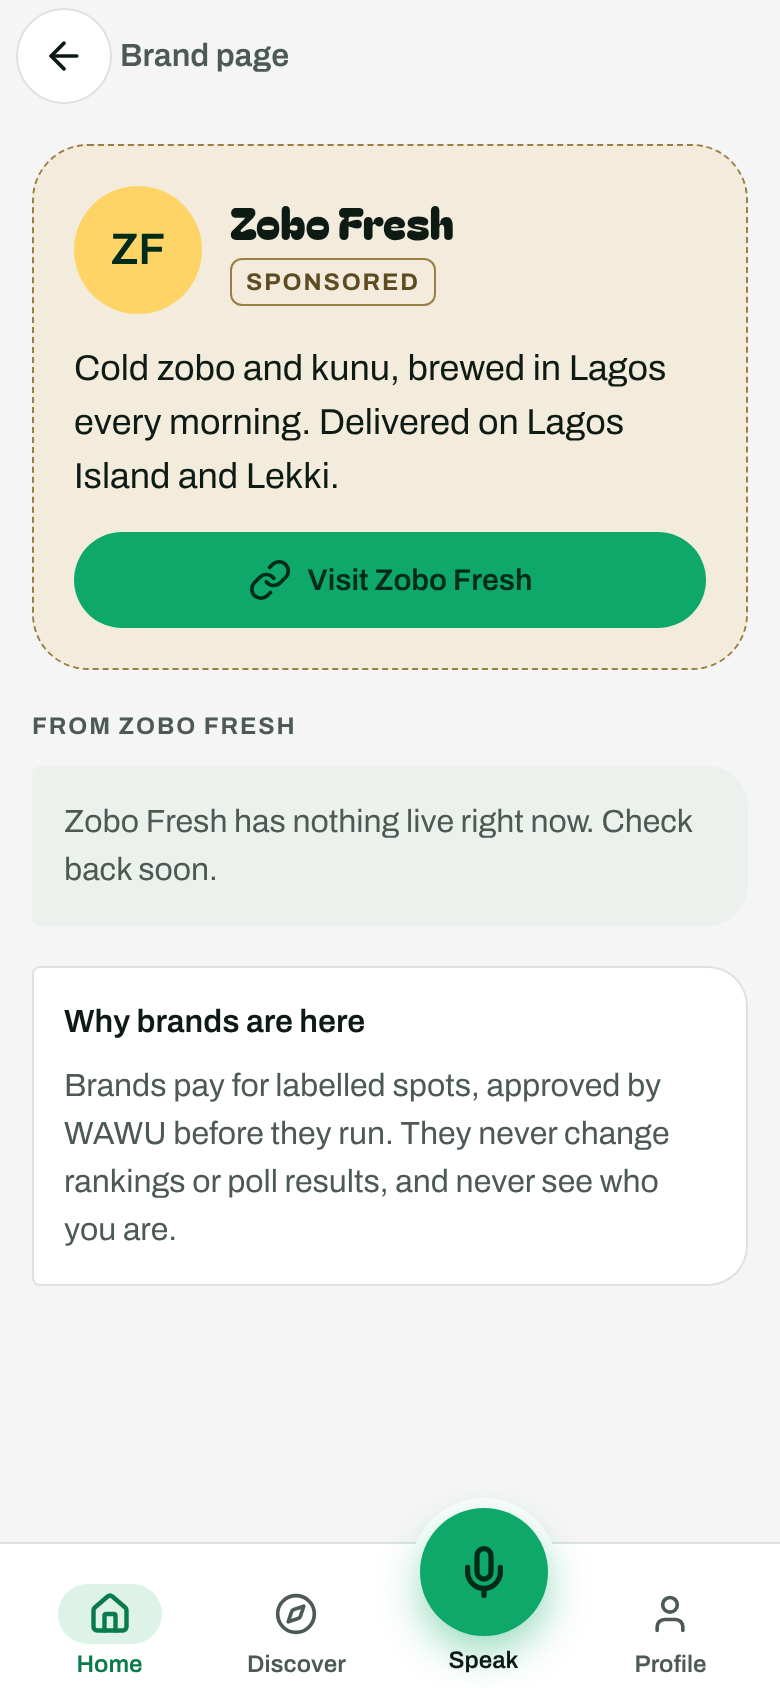 Brand page
ZF
Zobo Fresh
SPONSORED
Cold zobo and kunu, brewed in Lagos
every morning. Delivered on Lagos
Island and Lekki.
Visit Zobo Fresh
FROM ZOBO FRESH
Zobo Fresh has nothing live right now. Check
back soon.
Why brands are here
Brands pay for labelled spots, approved by
WAWU before they run. They never change
rankings or poll results, and never see who
you are.
Home
Discover
Speak
Profile